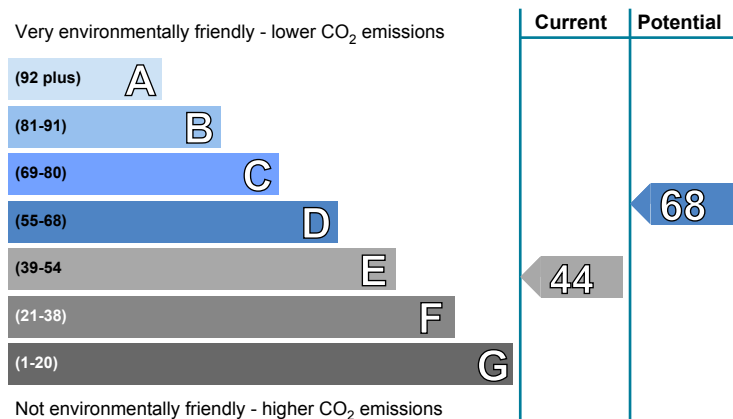 Current Potential
Very environmentally friendly - lower CO₂ emissions
(92 plus) A
(81-91) B
(69-80) C
68
(55-68) D
(39-54 E
44
(21-38) F
(1-20) G
Not environmentally friendly - higher CO₂ emissions